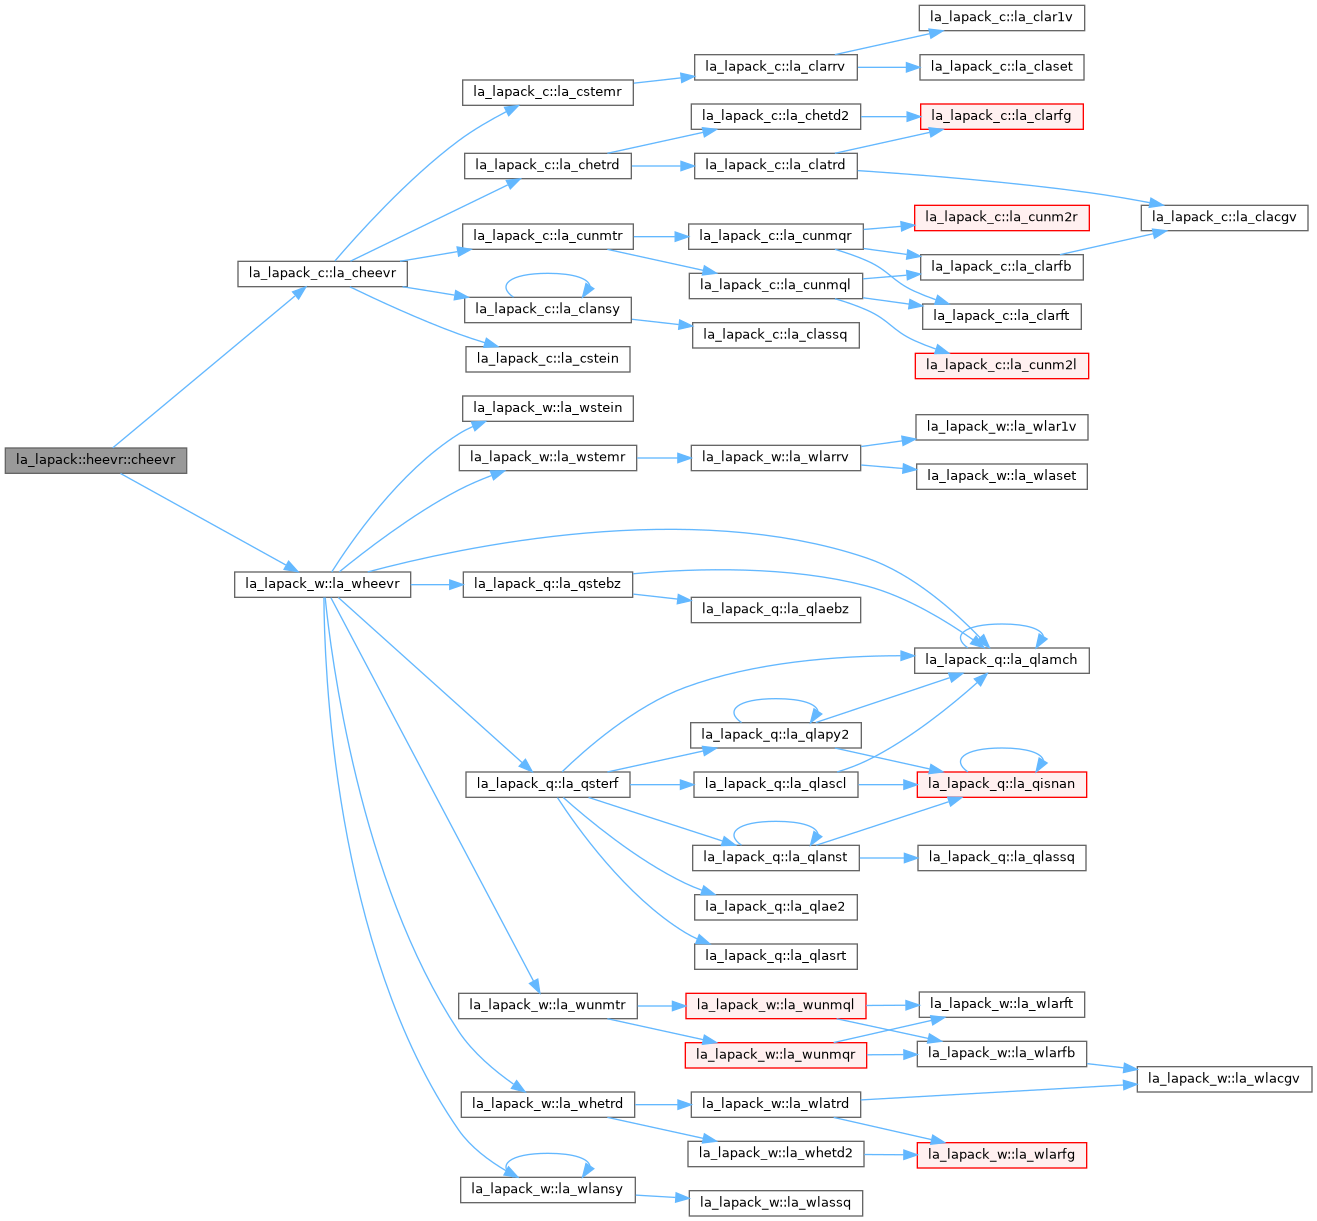 la_lapack_c::la_clar1v
la_lapack_c::la_clarrv
la_lapack_c::la_claset
la_lapack_c::la_cstemr
la_lapack_c::la_chetd2
la_lapack_c::la_clarfg
la_lapack_c::la_chetrd
la_lapack_c::la_clatrd
la_lapack_c::la_cunm2r
la_lapack_c::la_clacgv
la_lapack_c::la_cunmtr
la_lapack_c::la_cunmqr
la_lapack_c::la_cheevr
la_lapack_c::la_clarfb
la_lapack_c::la_cunmql
la_lapack_c::la_clansy
la_lapack_c::la_clarft
la_lapack_c::la_classq
la_lapack_c::la_cstein
la_lapack_c::la_cunm2l
la_lapack_w::la_wstein
la_lapack_w::la_wlar1v
la_lapack::heevr::cheevr
la_lapack_w::la_wstemr
la_lapack_w::la_wlarrv
la_lapack_w::la_wlaset
la_lapack_w::la_wheevr
la_lapack_q::la_qstebz
la_lapack_q::la_qlaebz
la_lapack_q::la_qlamch
la_lapack_q::la_qlapy2
la_lapack_q::la_qsterf
la_lapack_q::la_qlascl
la_lapack_q::la_qisnan
la_lapack_q::la_qlanst
la_lapack_q::la_qlassq
la_lapack_q::la_qlae2
la_lapack_q::la_qlasrt
la_lapack_w::la_wunmtr
la_lapack_w::la_wunmql
la_lapack_w::la_wlarft
la_lapack_w::la_wunmqr
la_lapack_w::la_wlarfb
la_lapack_w::la_wlacgv
la_lapack_w::la_whetrd
la_lapack_w::la_wlatrd
la_lapack_w::la_whetd2
la_lapack_w::la_wlarfg
la_lapack_w::la_wlansy
la_lapack_w::la_wlassq